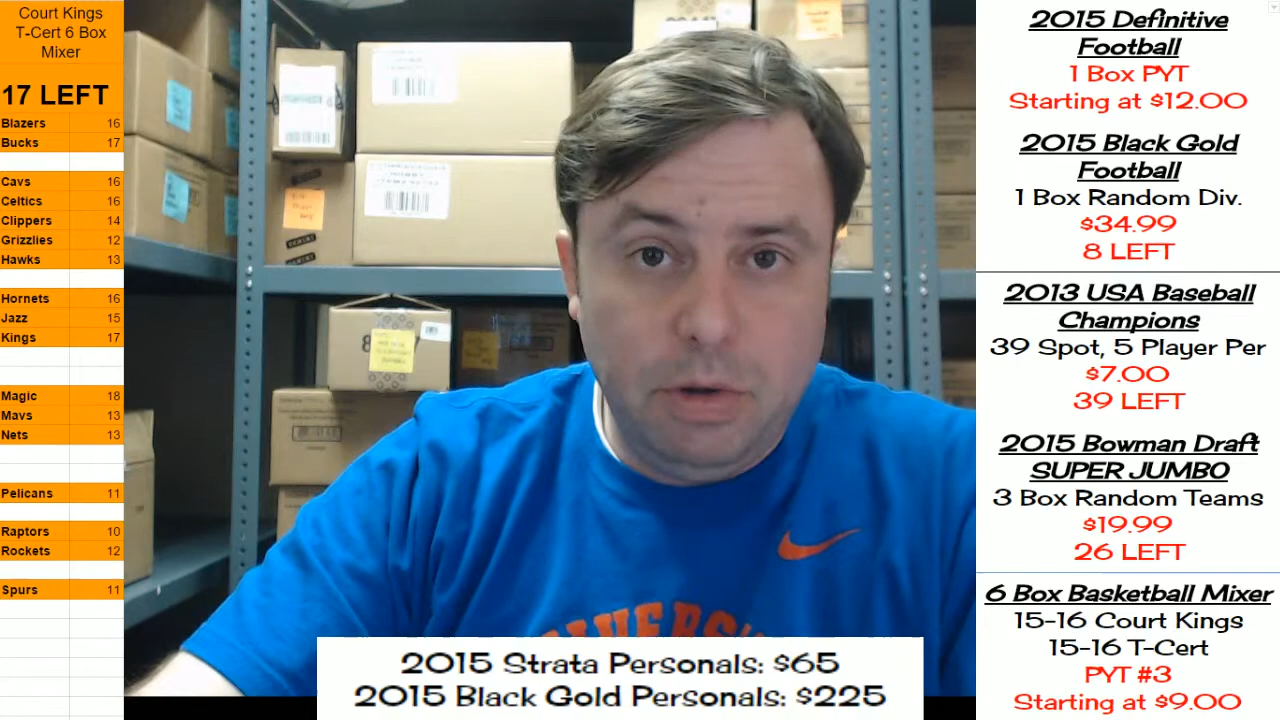 Court Kings
T-Cert 6 Box
Mixer
17 LEFT
Blazers 16
Bucks 17
Cavs 16
Celtics 16
Clippers 14
Grizzlies 12
Hawks 13
Hornets 16
Jazz 15
Kings 17
Magic 18
Mavs 13
Nets 13
Pelicans 11
Raptors 10
Rockets 12
Spurs 11
2015 Strata Personals: $65
2015 Black Gold Personals: $225
2015 Definitive
Football
1 Box PYT
Starting at $12.00
2015 Black Gold
Football
1 Box Random Div.
$34.99
8 LEFT
2013 USA Baseball
Champions
39 Spot, 5 Player Per
$7.00
39 LEFT
2015 Bowman Draft
SUPER JUMBO
3 Box Random Teams
$19.99
26 LEFT
6 Box Basketball Mixer
15-16 Court Kings
15-16 T-Cert
PYT #3
Starting at $9.00